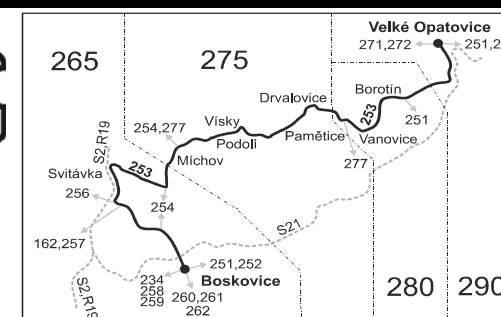 Velké Opatovice
271,272
251,2
265
275
Borotín
Drvalovice
253
251
Vísky
254,277
Podolí
Pamětice
Vanovice
277
S2,R19
Míchov
253
Svitávka
256
254
S21
162,257
251,252
234
258
259
Boskovice
260,261
262
280
290
S2,R19